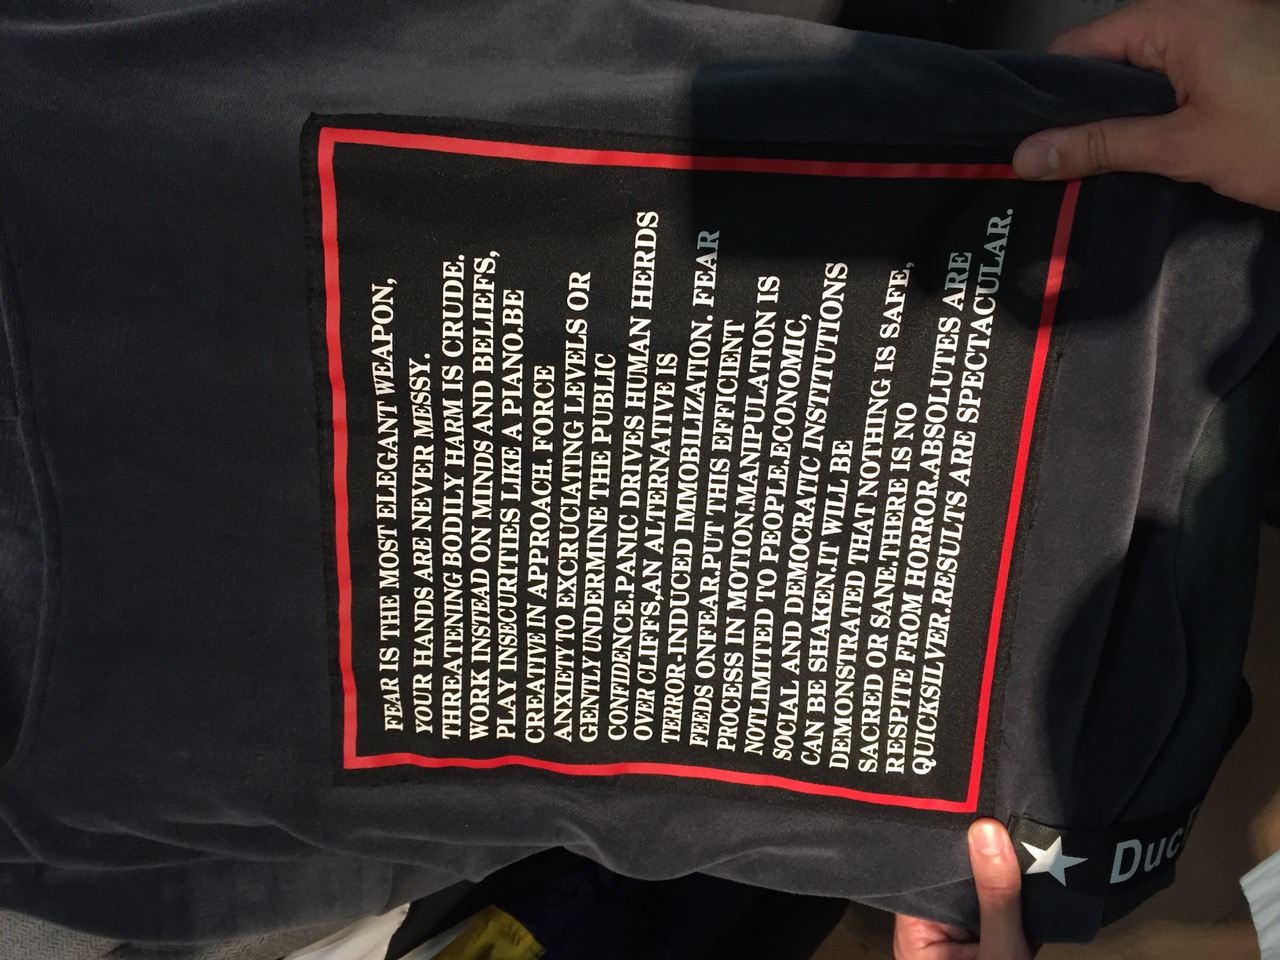 FEAR IS THE MOST ELEGANT WEAPON,
YOUR HANDS ARE NEVER MESSY.
THREATENING BODILY HARM IS CRUDE.
WORK INSTEAD ON MINDS AND BELIEFS,
PLAY INSECURITIES LIKE A PIANO.BE
CREATIVE IN APPROACH. FORCE
ANXIETY TO EXCRUCIATING LEVELS OR
GENTLY UNDERMINE THE PUBLIC
CONFIDENCE.PANIC DRIVES HUMAN HERDS
OVER CLIFFS,AN ALTERNATIVE IS
TERROR-INDUCED IMMOBILIZATION. FEAR
FEEDS ONFEAR.PUT THIS EFFICIENT
PROCESS IN MOTION.MANIPULATION IS
NOTLIMITED TO PEOPLE.ECONOMIC,
SOCIAL AND DEMOCRATIC INSTITUTIONS
CAN BE SHAKEN.IT WILL BE
DEMONSTRATED THAT NOTHING IS SAFE,
SACRED OR SANE.THERE IS NO
RESPITE FROM HORROR.ABSOLUTES ARE
QUICKSILVER.RESULTS ARE SPECTACULAR.